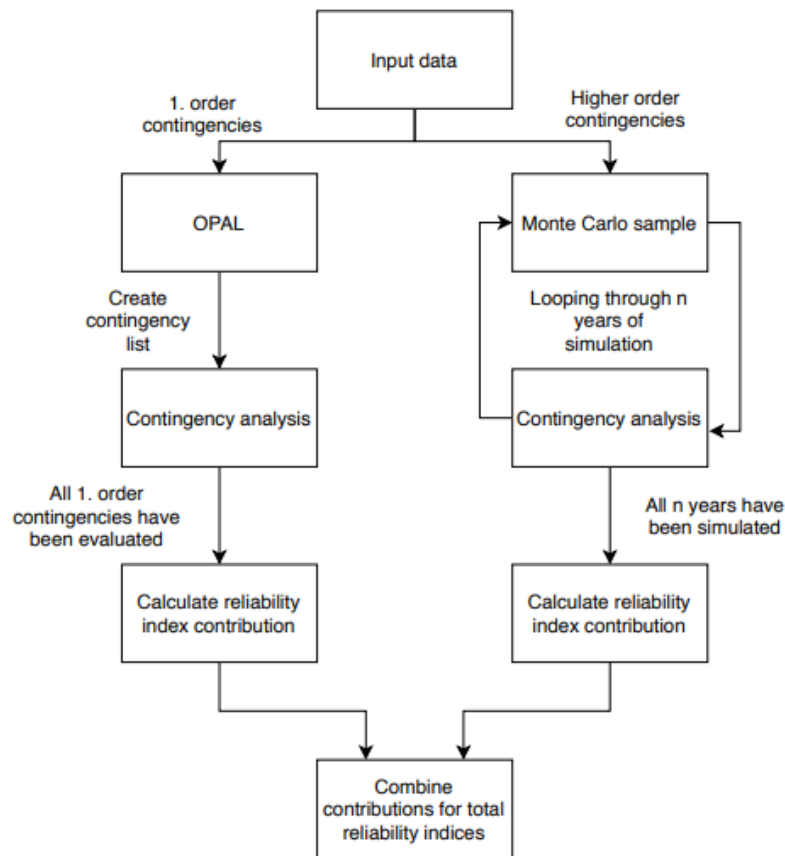 Input data
1. order
contingencies
Higher order
contingencies
OPAL
Monte Carlo sample
Create
contingency
list
Looping through n
years of
simulation
Contingency analysis
Contingency analysis
All 1. order
contingencies have
been evaluated
All n years have
been simulated
Calculate reliability
index contribution
Calculate reliability
index contribution
Combine
contributions for total
reliability indices